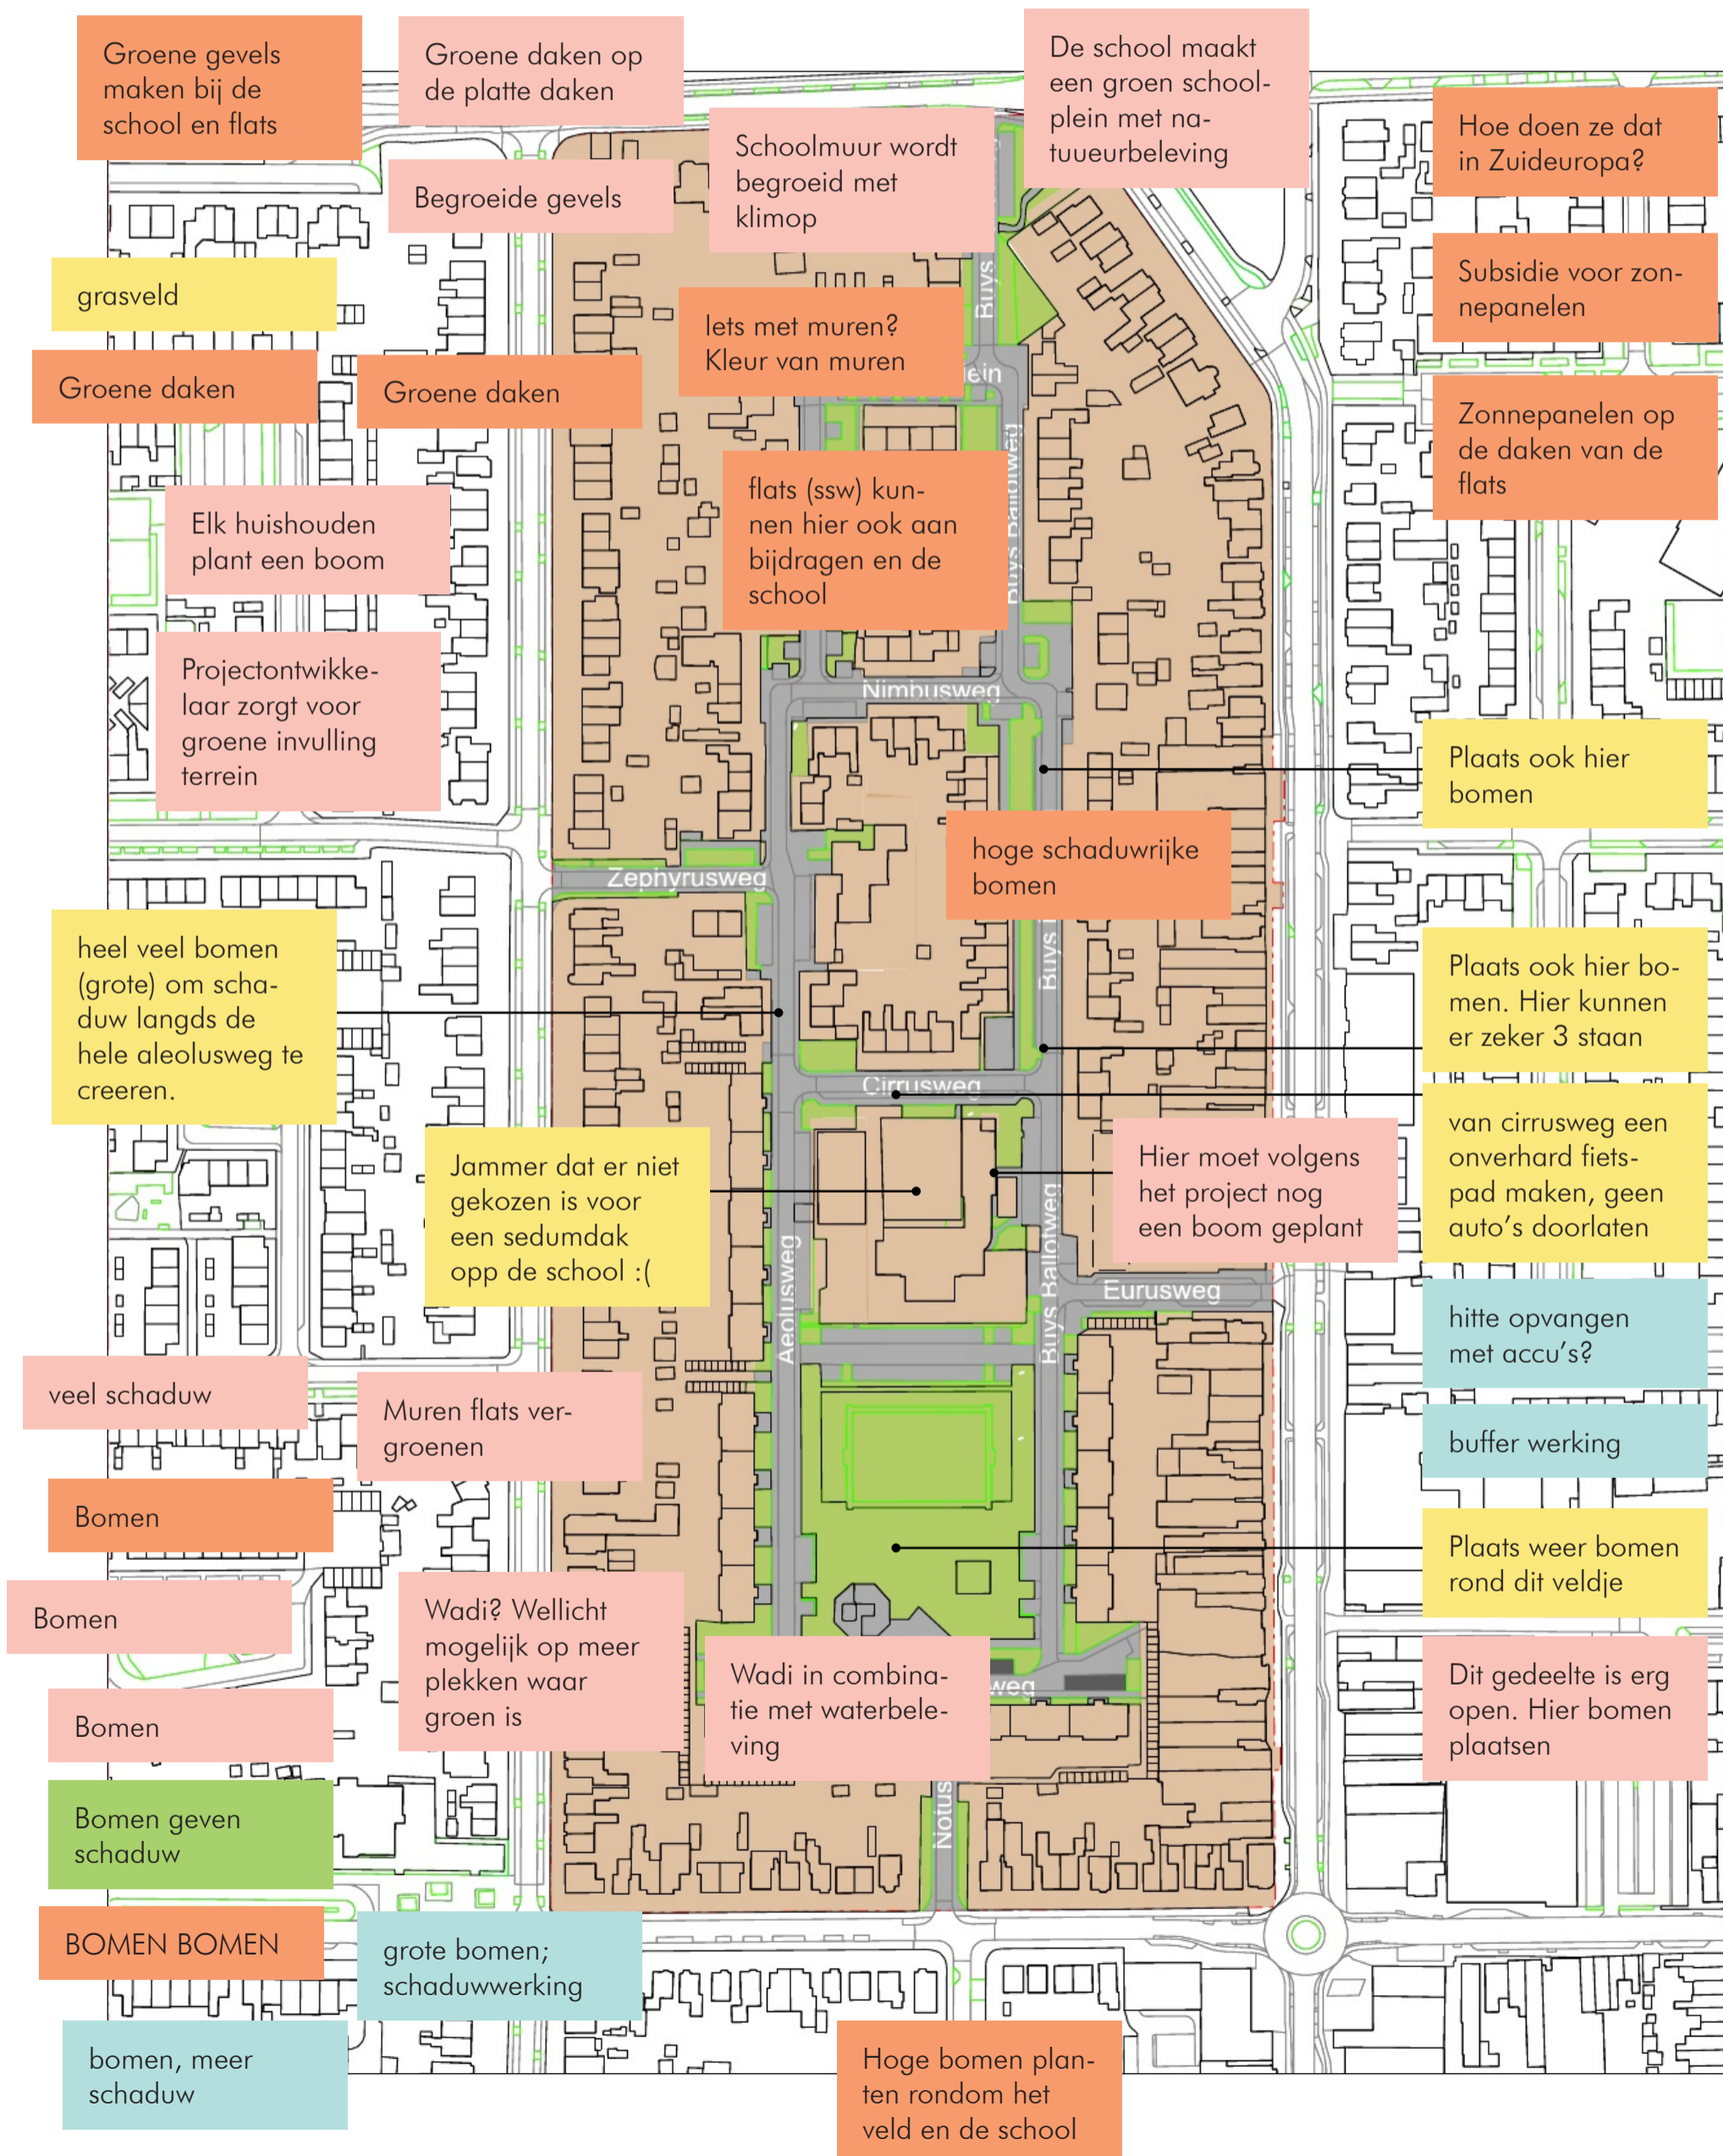 Groene gevels
maken bij de
school en flats
Groene daken op
de platte daken
De school maakt
een groen school-
plein met na-
tuueurbeleving
Hoe doen ze dat
in Zuideuropa?
Schoolmuur wordt
begroeid met
klimop
Begroeide gevels
Subsidie voor zon-
nepanelen
grasveld
Buys
Iets met muren?
Kleur van muren
lein
Groene daken
Groene daken
Zonnepanelen op
de daken van de
flats
Buys Ballotweg
flats (ssw) kun-
nen hier ook aan
bijdragen en de
school
Elk huishouden
plant een boom
Projectontwikke-
laar zorgt voor
groene invulling
terrein
Nimbusweg
Plaats ook hier
bomen
hoge schaduwrijke
bomen
Zephyrusweg
heel veel bomen
(grote) om scha-
duw langds de
hele aleolusweg te
creeren.
Buys
Plaats ook hier bo-
men. Hier kunnen
er zeker 3 staan
Cirrusweg
van cirrusweg een
onverhard fiets-
pad maken, geen
auto's doorlaten
Jammer dat er niet
gekozen is voor
een sedumdak
opp de school :(
Hier moet volgens
het project nog
een boom geplant
Aeolusweg
Buys Ballotweg
Eurusweg
hitte opvangen
met accu's?
veel schaduw
Muren flats ver-
groenen
buffer werking
Bomen
Plaats weer bomen
rond dit veldje
Bomen
Wadi? Wellicht
mogelijk op meer
plekken waar
groen is
Wadi in combina-
tie met waterbele-
ving
weg
Dit gedeelte is erg
open. Hier bomen
plaatsen
Bomen
Bomen geven
schaduw
Notus
BOMEN BOMEN
grote bomen;
schaduwwerking
bomen, meer
schaduw
Hoge bomen plan-
ten rondom het
veld en de school